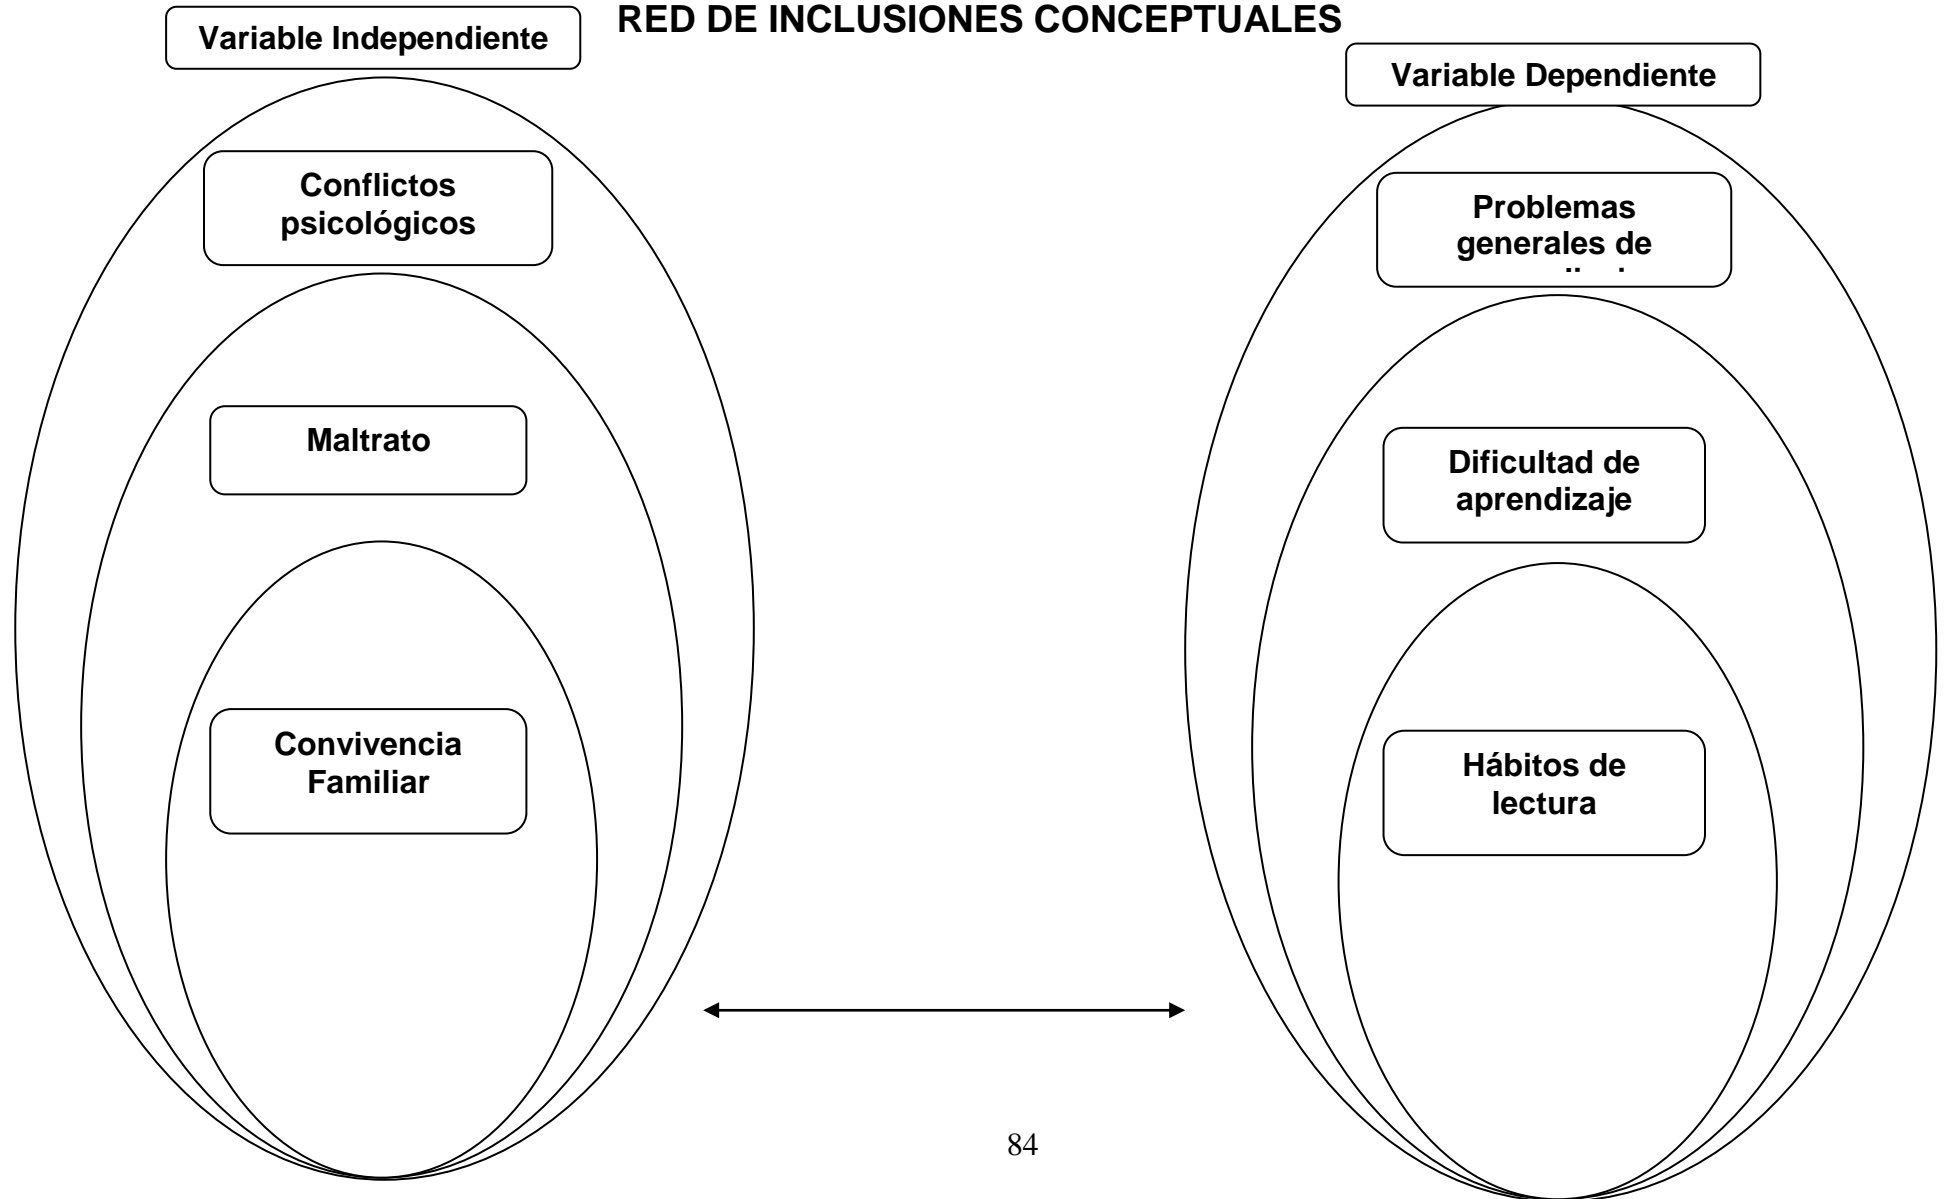 RED DE INCLUSIONES CONCEPTUALES
Variable Independiente
Conflictos
psicológicos
Maltrato
Convivencia
Familiar
Variable Dependiente
Problemas
generales de
Dificultad de
aprendizaje
Hábitos de
lectura
84